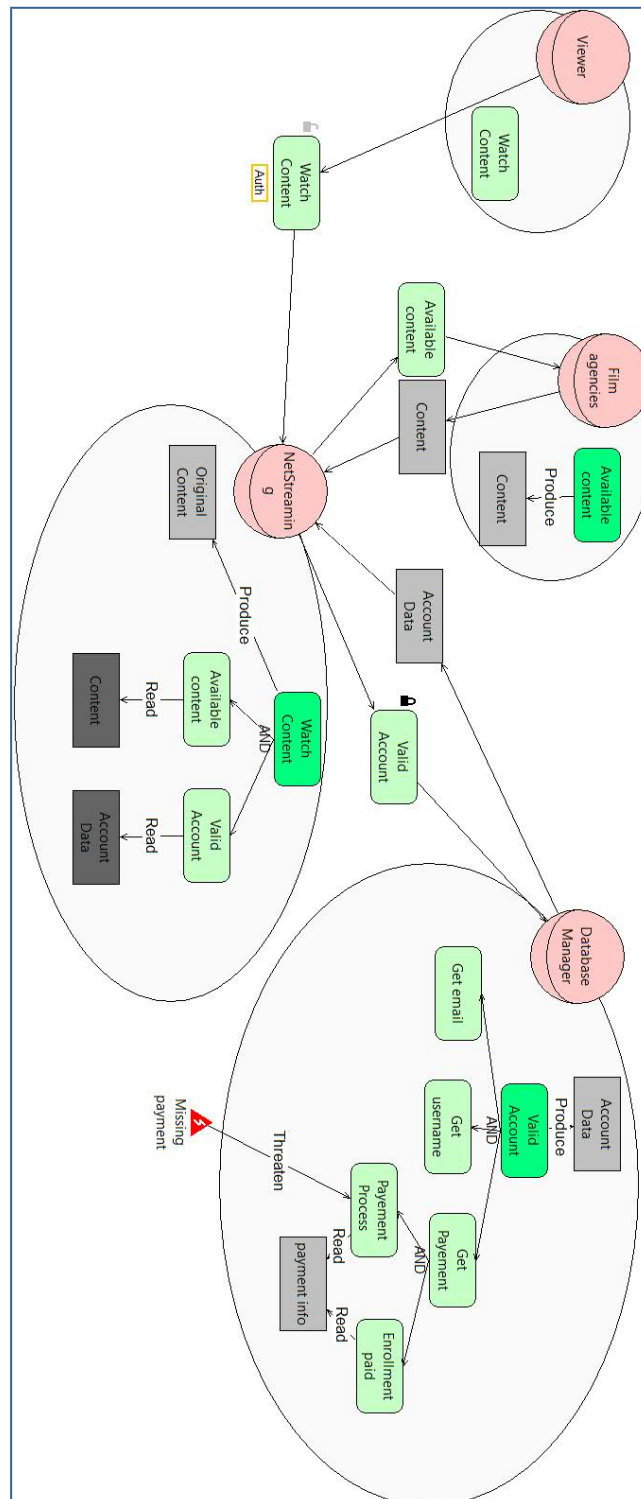 Viewer
Watch
Content
Watch
Content
Auth
Film
agencies
Available
content
Produce
Content
Available
content
Content
NetStreamin
g
Original
Content
Produce
Watch
Content
AND
Available
content
Read
Content
Valid
Account
Read
Account
Data
Account
Data
Valid
Account
Database
Manager
Account
Data
Produce
Valid
Account
AND
Get email
Get
username
Get
Payement
AND
Payement
Process
Read
Enrollment
paid
Read
payment info
Threaten
Missing
payment